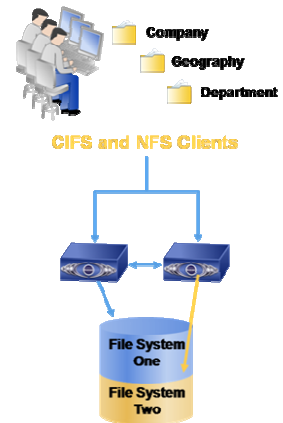 Company
Geography
Department
CIFS and NFS Clients
File System
One
File System
Two